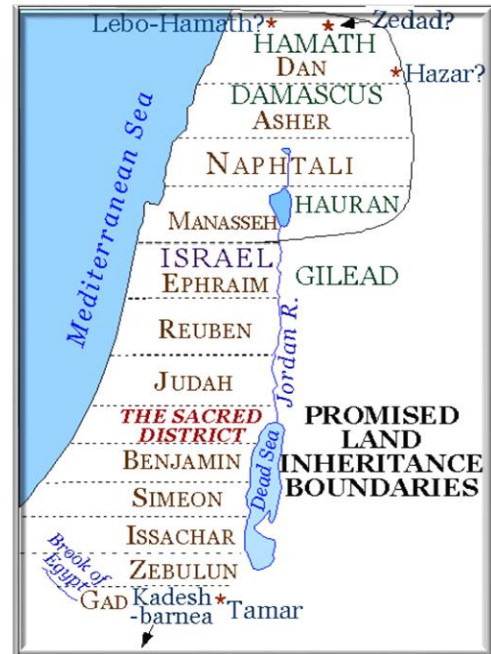 Lebo-Hamath?
Zedad?
HAMATH
DAN
Hazar?
DAMASCUS
ASHER
NAPHTALI
HAURAN
MANASSEH
Mediterranean Sea
ISRAEL
GILEAD
EPHRAIM
REUBEN
Jordan R.
JUDAH
THE SACRED
DISTRICT
PROMISED
LAND
INHERITANCE
BOUNDARIES
BENJAMIN
Dead Sea
SIMEON
ISSACHAR
Brook of
Egypt
ZEBULUN
GAD
Kadesh
-barnea
Tamar